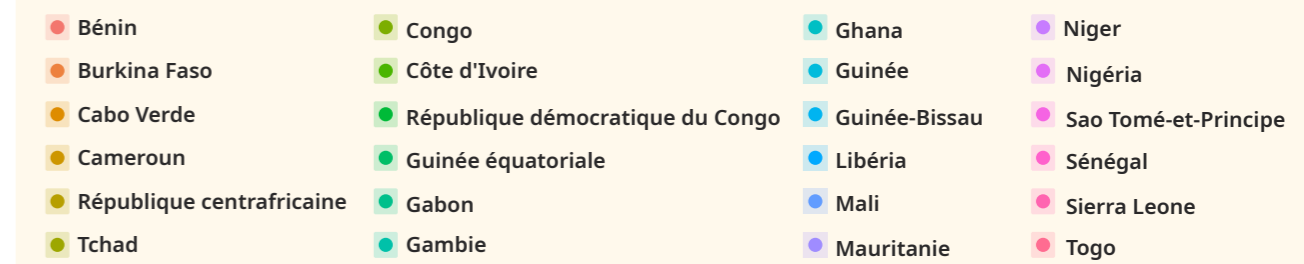 Bénin
Burkina Faso
Cabo Verde
Cameroun
République centrafricaine
Tchad
Congo
Côte d'Ivoire
République démocratique du Congo
Guinée équatoriale
Gabon
Gambie
Ghana
Guinée
Guinée-Bissau
Libéria
Mali
Mauritanie
Niger
Nigéria
Sao Tomé-et-Principe
Sénégal
Sierra Leone
Togo